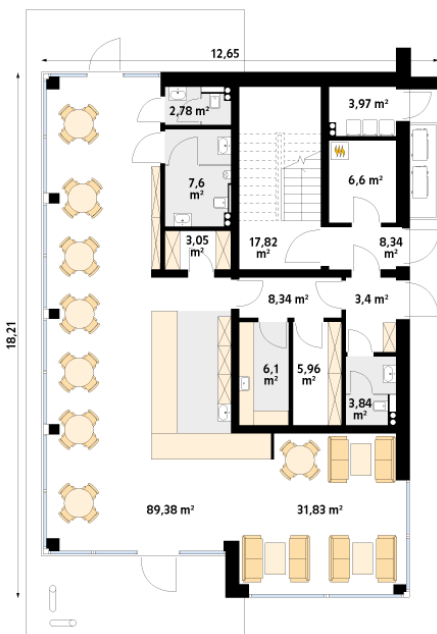 12,65
2,78 m²
3,97 m²
7,6
m²
6,6 m²
3,05
m²
17,82
m²
8,34
m²
8,34 m²
3,4 m²
18,21
6,1
m²
5,96
m²
3,84
m²
89,38 m²
31,83 m²